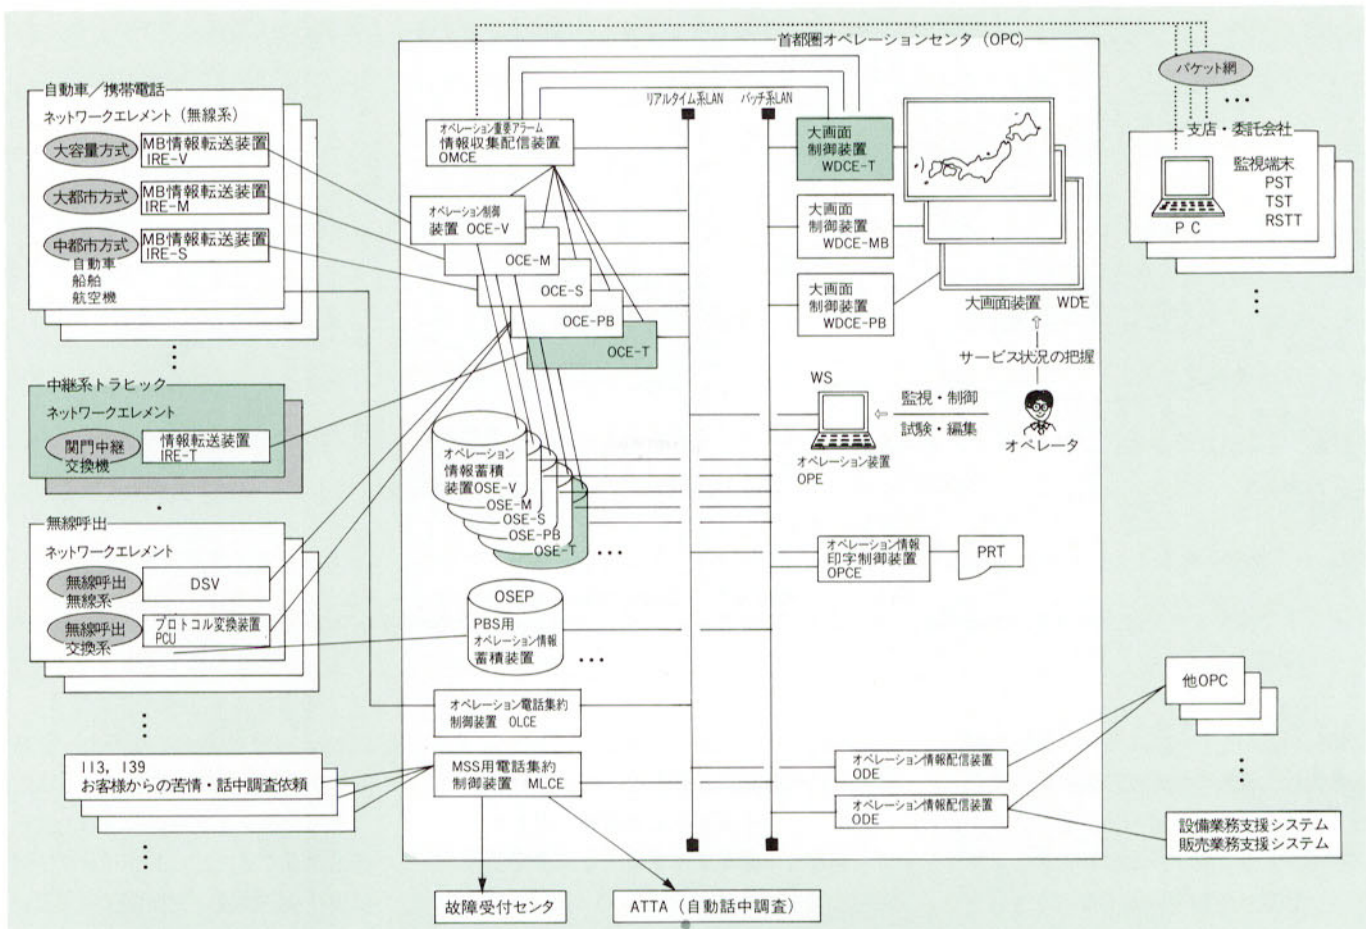 首都圏オペレーションセンタ(OPC)
自動車/携帯電話
ネットワークエレメント(無線系)
大容量方式
MB情報転送装置
IRE-V
大都市方式
MB情報転送装置
IRE-M
中都市方式
MB情報転送装置
IRE-S
自動車
船舶
航空機
中継系トラヒック
ネットワークエレメント
関門中継
交換機
情報転送装置
IRE-T
無線呼出
ネットワークエレメント
無線呼出
無線系
DSV
無線呼出
交換系
プロトコル変換装置
PCU
113, 139
お客様からの苦情・話中調査依頼
オペレーション重要アラーム
情報収集配信装置
OMCE
オペレーション制御
装置 OCE-V
OCE-M
OCE-S
OCE-PB
OCE-T
オペレーション
情報蓄積
装置OSE-V
OSE-M
OSE-S
OSE-PB
OSE-T
OSEP
PBS用
オペレーション情報
蓄積装置
オペレーション電話集約
制御装置 OLCE
MSS用電話集約
制御装置 MLCE
故障受付センタ
ATTA(自動話中調査)
リアルタイム系LAN
バッチ系LAN
大画面
制御装置
WDCE-T
大画面
制御装置
WDCE-MB
大画面
制御装置
WDCE-PB
大画面装置 WDE
サービス状況の把握
WS
監視・制御
試験・編集
オペレータ
オペレーション装置
OPE
オペレーション情報
印字制御装置
OPCE
PRT
オペレーション情報配信装置
ODE
オペレーション情報配信装置
ODE
パケット網
支店・委託会社
監視端末
PST
TST
RSTT
PC
他OPC
設備業務支援システム
販売業務支援システム